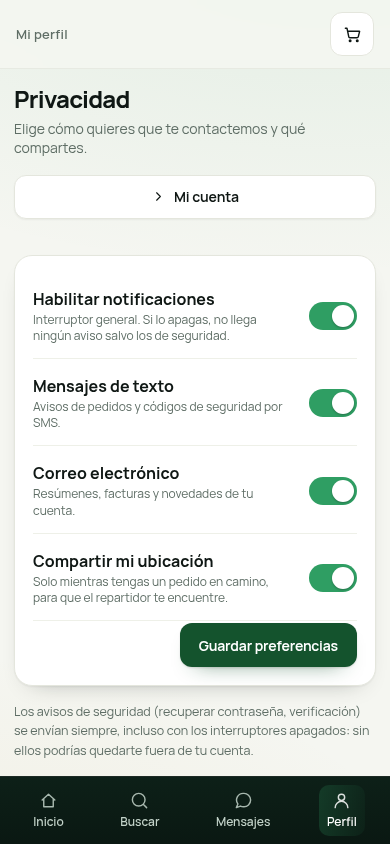 Mi perfil
Privacidad
Elige cómo quieres que te contactemos y qué
compartes.
Mi cuenta
Habilitar notificaciones
Interruptor general. Si lo apagas, no llega
ningún aviso salvo los de seguridad.
Mensajes de texto
Avisos de pedidos y códigos de seguridad por
SMS.
Correo electrónico
Resúmenes, facturas y novedades de tu
cuenta.
Compartir mi ubicación
Solo mientras tengas un pedido en camino,
para que el repartidor te encuentre.
Guardar preferencias
Los avisos de seguridad (recuperar contraseña, verificación)
se envían siempre, incluso con los interruptores apagados: sin
ellos podrías quedarte fuera de tu cuenta.
Inicio
Buscar
Mensajes
Perfil